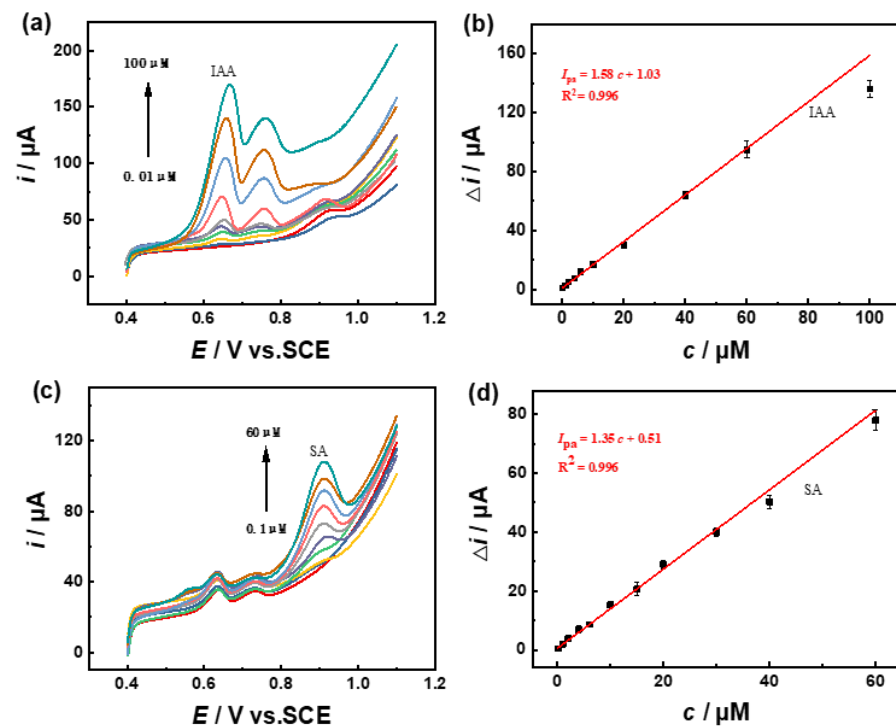 (a)
200
150
100
50
0
i / µA
100 µM
0.01 µM
IAA
0.4 0.6 0.8 1.0 1.2
E / V vs.SCE
(b)
160
120
80
40
0
△i / µA
I_pa = 1.58 c + 1.03
R² = 0.996
IAA
0 20 40 60 80 100
c / µM
(c)
120
80
40
0
i / µA
60 µM
0.1 µM
SA
0.4 0.6 0.8 1.0 1.2
E / V vs.SCE
(d)
80
60
40
20
0
△i / µA
I_pa = 1.35 c + 0.51
R² = 0.996
SA
0 20 40 60
c / µM